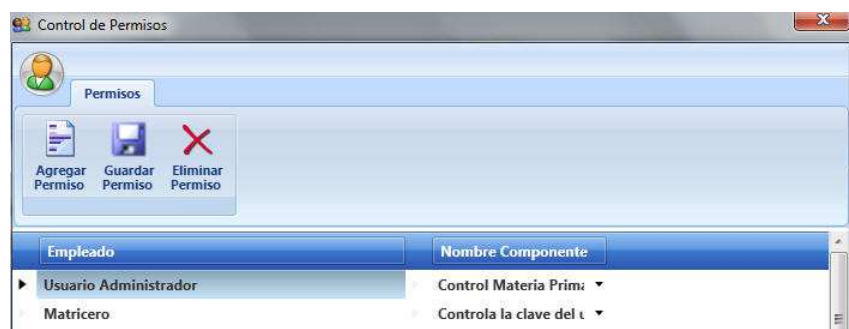 Control de Permisos
Permisos
Agregar Permiso
Guardar Permiso
Eliminar Permiso
Empleado Nombre Componente
Usuario Administrador Control Materia Prima
Matricero Controla la clave del